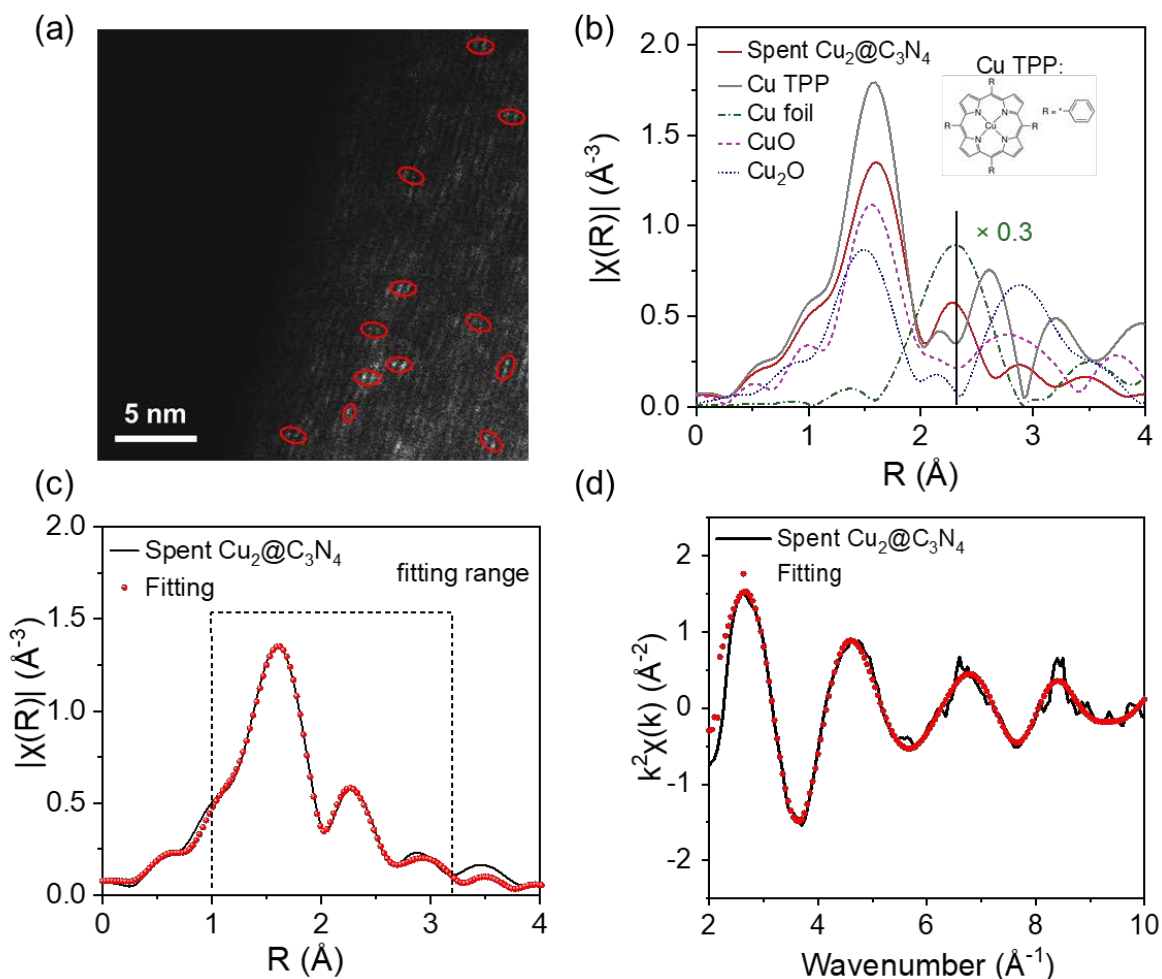 (a)
5 nm
(b)
2.0
1.5
1.0
0.5
0.0
|χ(R)| (Å⁻³)
Spent Cu₂@C₃N₄
Cu TPP
Cu foil
CuO
Cu₂O
Cu TPP:
R
N
N
R
Cu
R
N
N
R
R =
× 0.3
0 1 2 3 4
R (Å)
(c)
2.0
1.5
1.0
0.5
0.0
|χ(R)| (Å⁻³)
Spent Cu₂@C₃N₄
Fitting
fitting range
0 1 2 3 4
R (Å)
(d)
2
1
0
-1
-2
k²χ(k) (Å⁻²)
Spent Cu₂@C₃N₄
Fitting
2 4 6 8 10
Wavenumber (Å⁻¹)